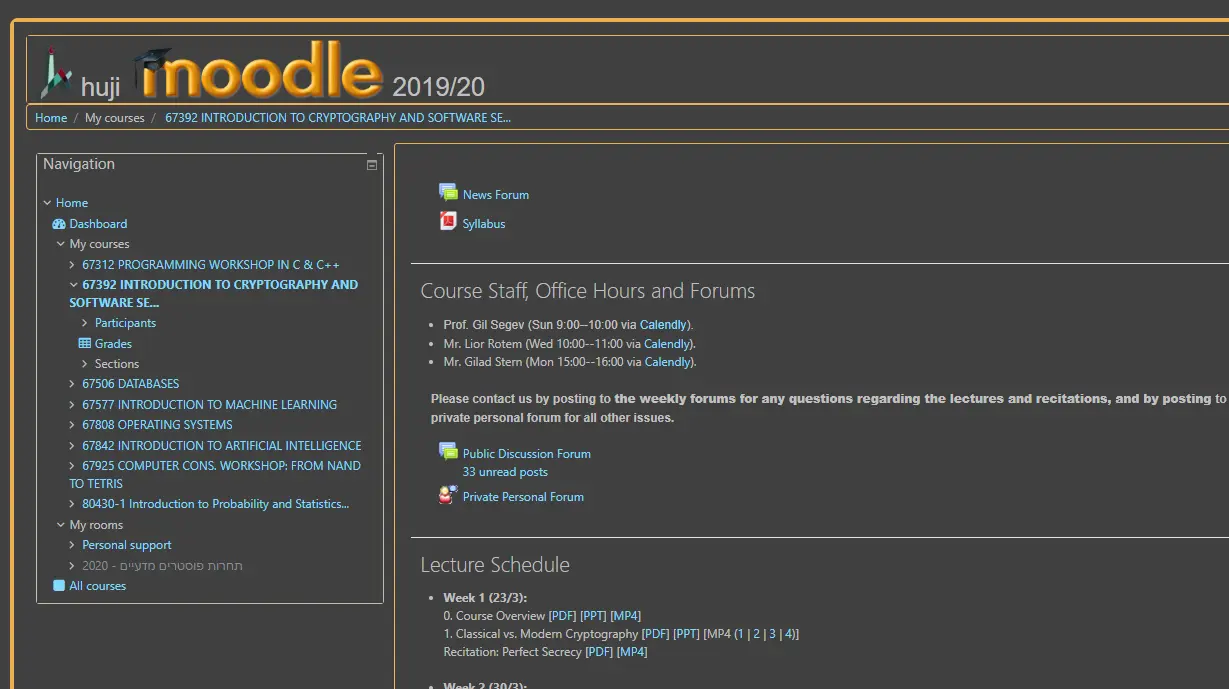 huji moodle 2019/20
Home / My courses / 67392 INTRODUCTION TO CRYPTOGRAPHY AND SOFTWARE SE...
Navigation
Home
Dashboard
My courses
67312 PROGRAMMING WORKSHOP IN C & C++
67392 INTRODUCTION TO CRYPTOGRAPHY AND
SOFTWARE SE...
Participants
Grades
Sections
67506 DATABASES
67577 INTRODUCTION TO MACHINE LEARNING
67808 OPERATING SYSTEMS
67842 INTRODUCTION TO ARTIFICIAL INTELLIGENCE
67925 COMPUTER CONS. WORKSHOP: FROM NAND
TO TETRIS
80430-1 Introduction to Probability and Statistics...
My rooms
Personal support
תחרות פוסטרים מדעיים - 2020
All courses
News Forum
Syllabus
Course Staff, Office Hours and Forums
Prof. Gil Segev (Sun 9:00--10:00 via Calendly).
Mr. Lior Rotem (Wed 10:00--11:00 via Calendly).
Mr. Gilad Stern (Mon 15:00--16:00 via Calendly).
Please contact us by posting to the weekly forums for any questions regarding the lectures and recitations, and by posting to
private personal forum for all other issues.
Public Discussion Forum
33 unread posts
Private Personal Forum
Lecture Schedule
Week 1 (23/3):
0. Course Overview [PDF] [PPT] [MP4]
1. Classical vs. Modern Cryptography [PDF] [PPT] [MP4 (1 | 2 | 3 | 4)]
Recitation: Perfect Secrecy [PDF] [MP4]
Week 2 (30/3):